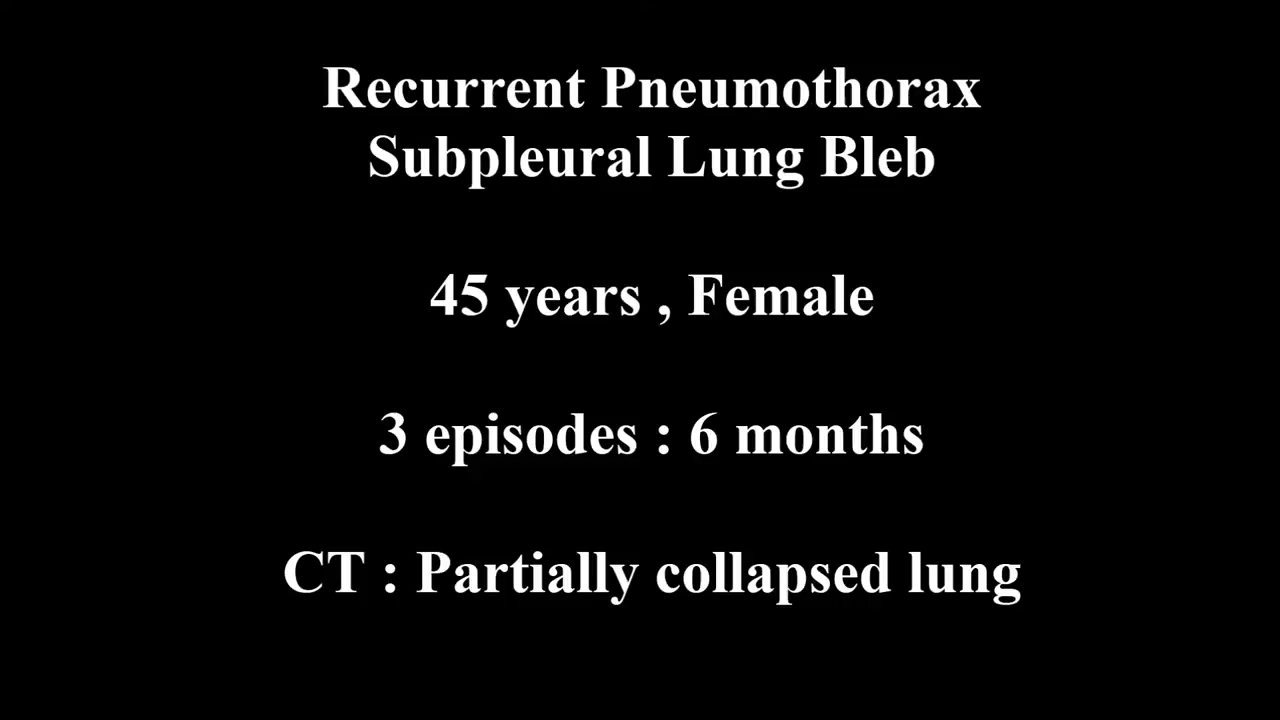 Recurrent Pneumothorax
Subpleural Lung Bleb
45 years , Female
3 episodes : 6 months
CT : Partially collapsed lung